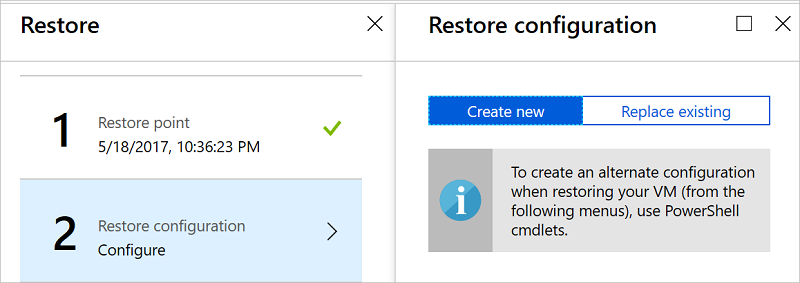 Restore
1
Restore point
5/18/2017, 10:36:23 PM
2
Restore configuration
Configure
Restore configuration
Create new
Replace existing
To create an alternate configuration
when restoring your VM (from the
following menus), use PowerShell
cmdlets.